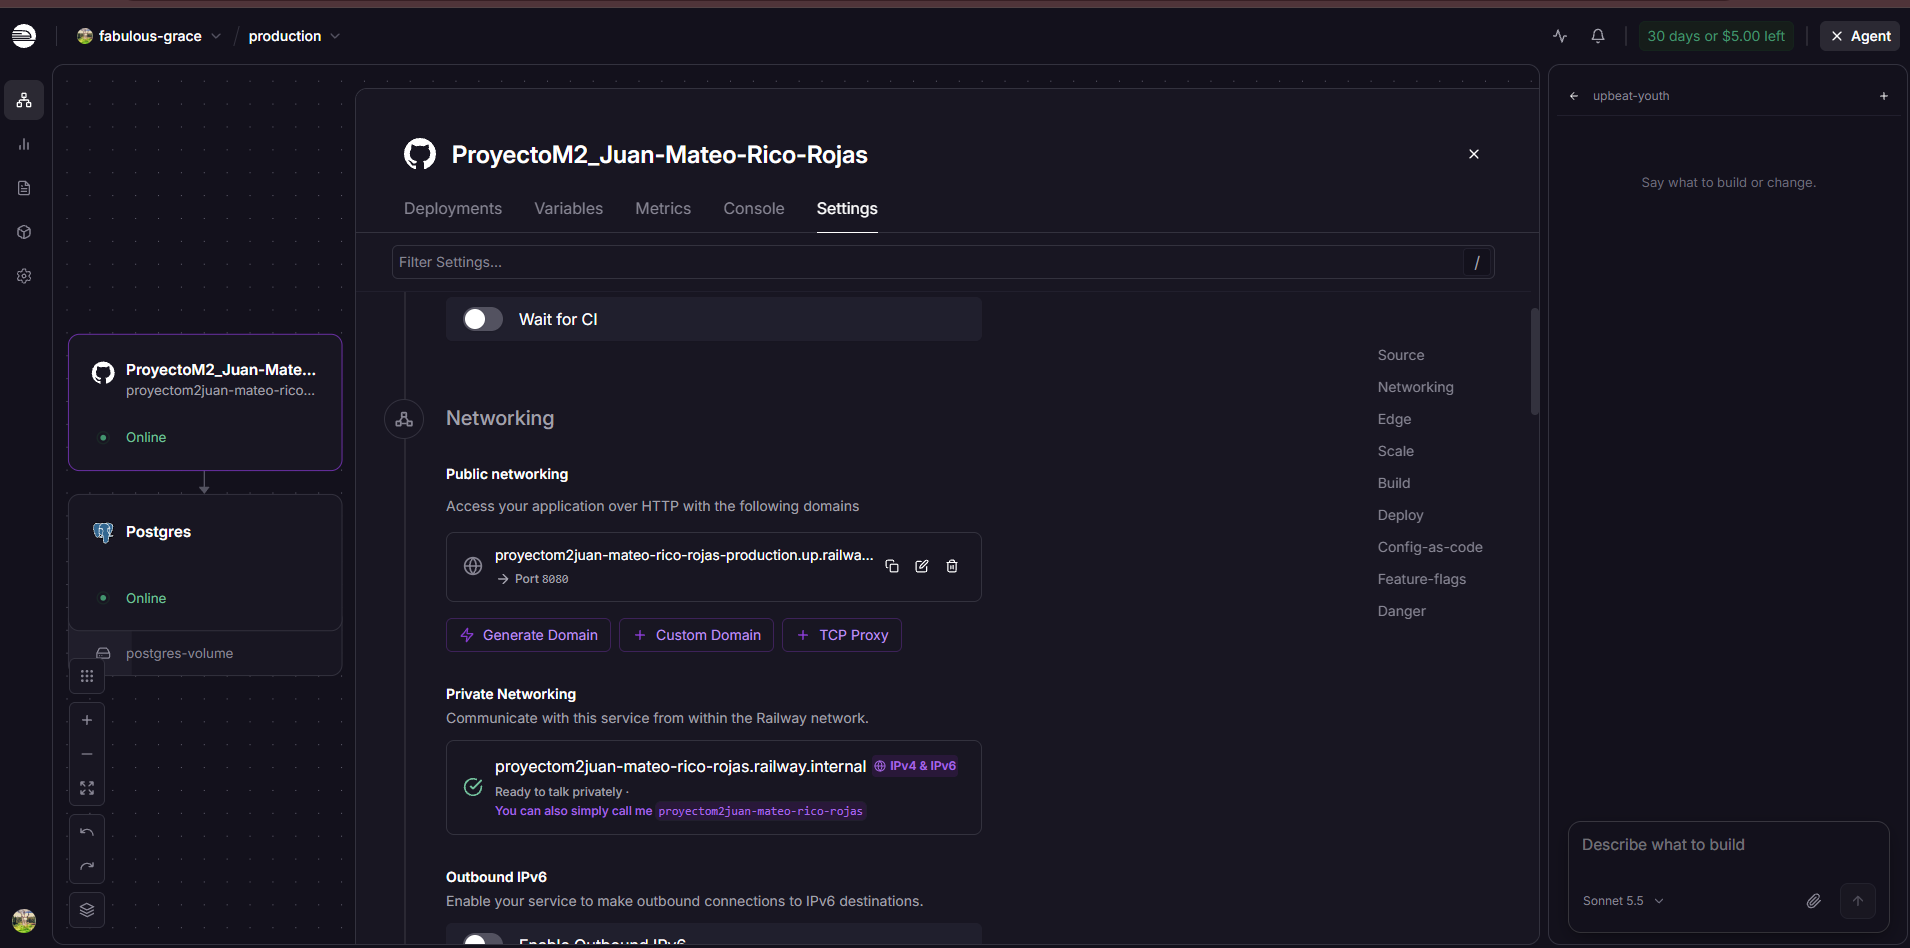 fabulous-grace / production
30 days or $5.00 left
Agent
ProyectoM2_Juan-Mate...
proyectom2juan-mateo-rico...
Online
Postgres
Online
postgres-volume
ProyectoM2_Juan-Mateo-Rico-Rojas
Deployments Variables Metrics Console Settings
Filter Settings... /
Wait for CI
Networking
Public networking
Access your application over HTTP with the following domains
proyectom2juan-mateo-rico-rojas-production.up.railwa...
Port 8080
Generate Domain
Custom Domain
TCP Proxy
Private Networking
Communicate with this service from within the Railway network.
proyectom2juan-mateo-rico-rojas.railway.internal IPv4 & IPv6
Ready to talk privately ·
You can also simply call me proyectom2juan-mateo-rico-rojas
Outbound IPv6
Enable your service to make outbound connections to IPv6 destinations.
Enable Outbound IPv6
Source
Networking
Edge
Scale
Build
Deploy
Config-as-code
Feature-flags
Danger
upbeat-youth
Say what to build or change.
Describe what to build
Sonnet 5.5